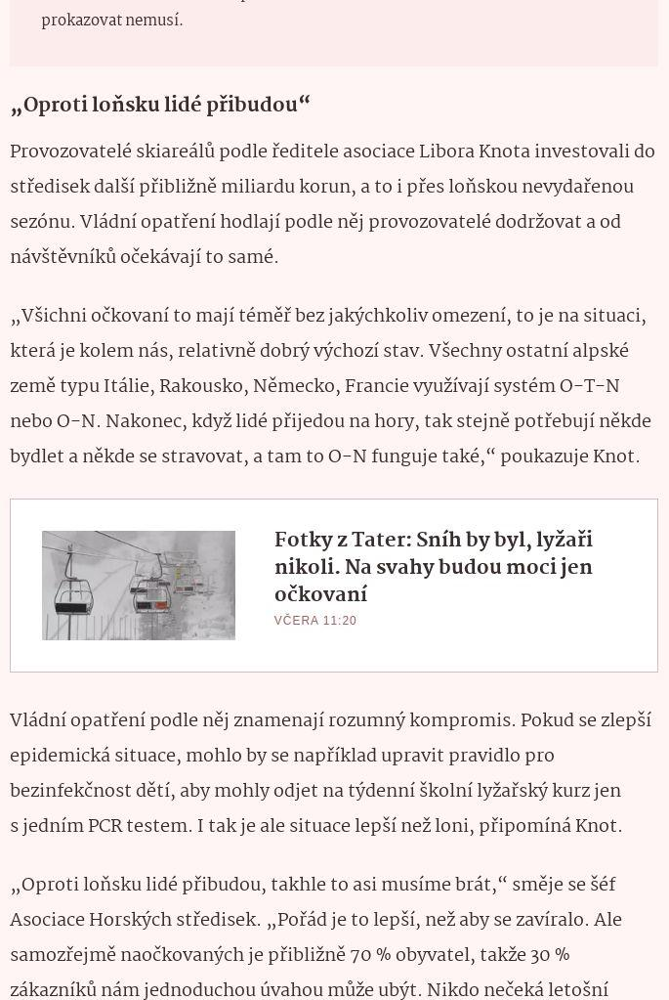 prokazovat nemusí.
„Oproti loňsku lidé přibudou“
Provozovatelé skiareálů podle ředitele asociace Libora Knota investovali do
středisek další přibližně miliardu korun, a to i přes loňskou nevydařenou
sezónu. Vládní opatření hodlají podle něj provozovatelé dodržovat a od
návštěvníků očekávají to samé.
„Všichni očkovaní to mají téměř bez jakýchkoliv omezení, to je na situaci,
která je kolem nás, relativně dobrý výchozí stav. Všechny ostatní alpské
země typu Itálie, Rakousko, Německo, Francie využívají systém O-T-N
nebo O-N. Nakonec, když lidé přijedou na hory, tak stejně potřebují někde
bydlet a někde se stravovat, a tam to O-N funguje také,“ poukazuje Knot.
Fotky z Tater: Sníh by byl, lyžaři
nikoli. Na svahy budou moci jen
očkovaní
VČERA 11:20
Vládní opatření podle něj znamenají rozumný kompromis. Pokud se zlepší
epidemická situace, mohlo by se například upravit pravidlo pro
bezinfekčnost dětí, aby mohly odjet na týdenní školní lyžařský kurz jen
s jedním PCR testem. I tak je ale situace lepší než loni, připomíná Knot.
„Oproti loňsku lidé přibudou, takhle to asi musíme brát,“ směje se šéf
Asociace Horských středisek. „Pořád je to lepší, než aby se zavíralo. Ale
samozřejmě naočkovaných je přibližně 70 % obyvatel, takže 30 %
zákazníků nám jednoduchou úvahou může ubýt. Nikdo nečeká letošní